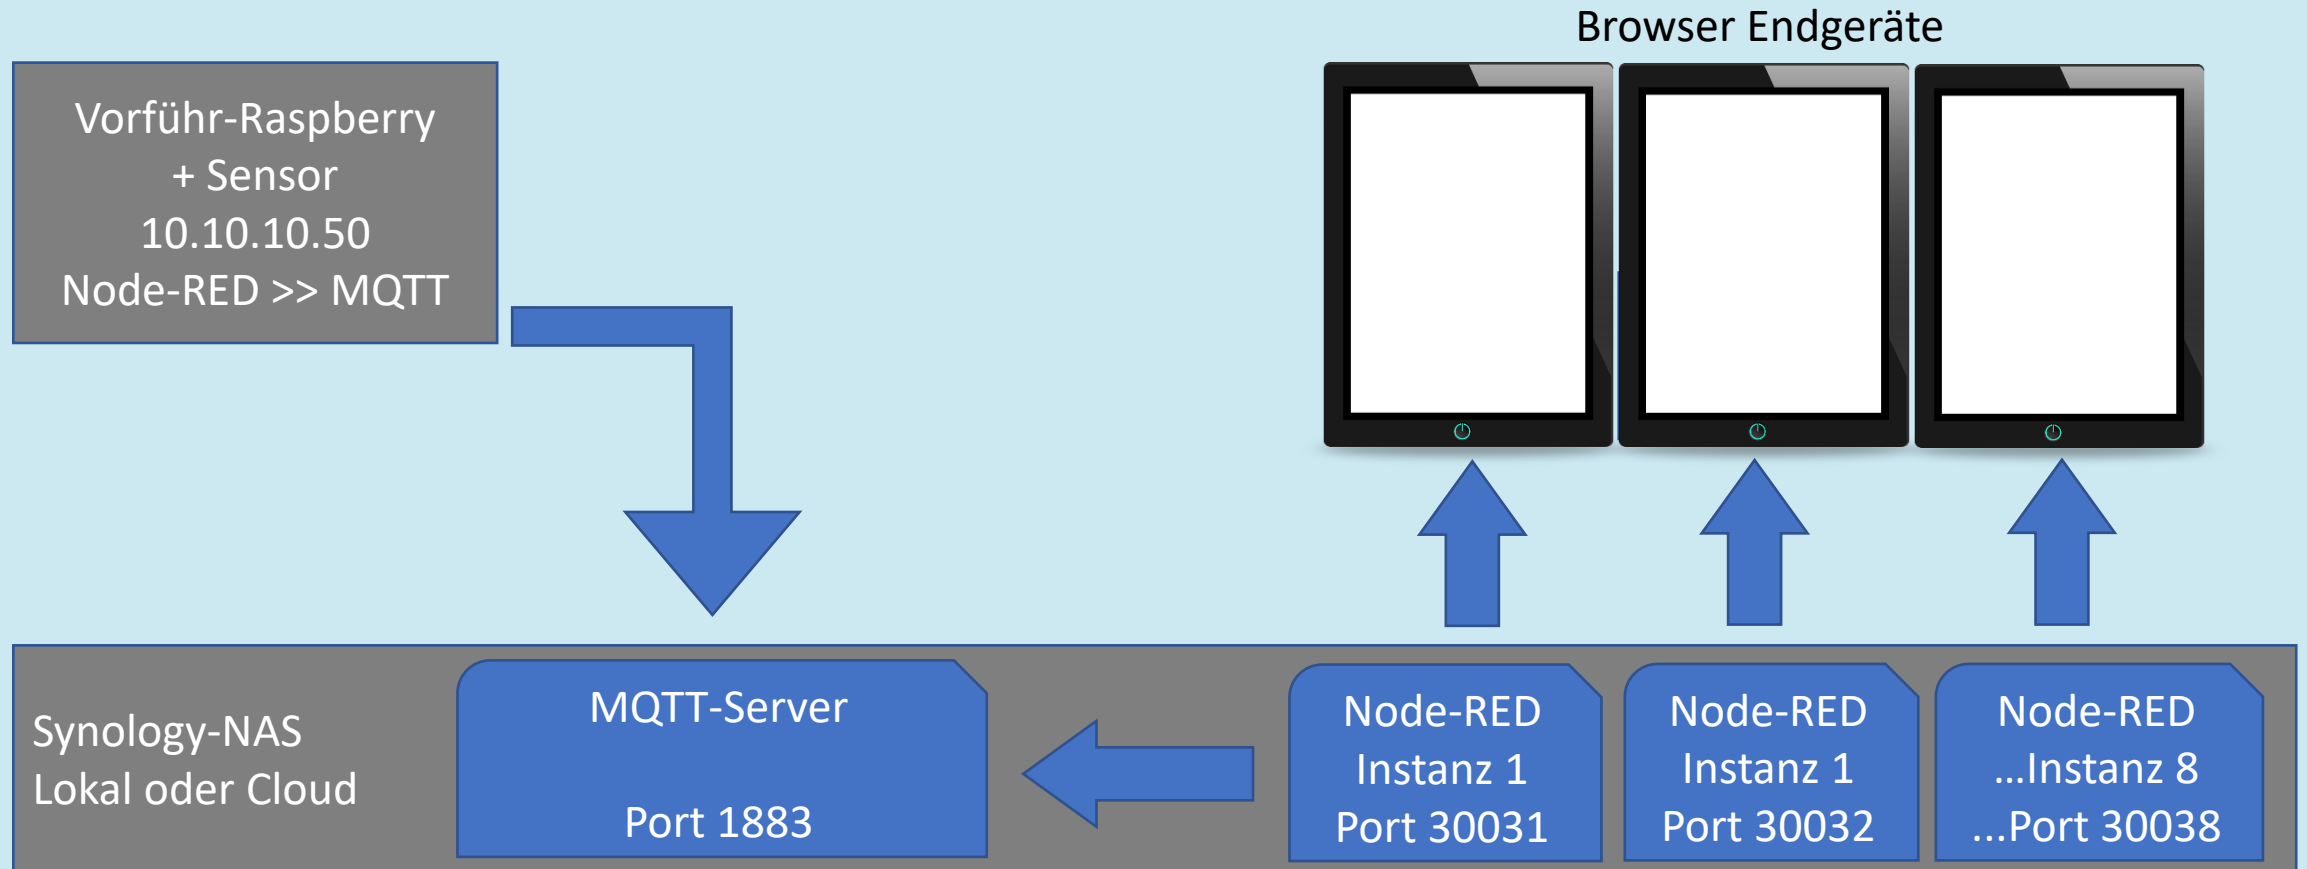 Browser Endgeräte
Vorführ-Raspberry
+ Sensor
10.10.10.50
Node-RED >> MQTT
Synology-NAS
Lokal oder Cloud
MQTT-Server
Port 1883
Node-RED
Instanz 1
Port 30031
Node-RED
Instanz 1
Port 30032
Node-RED
...Instanz 8
...Port 30038